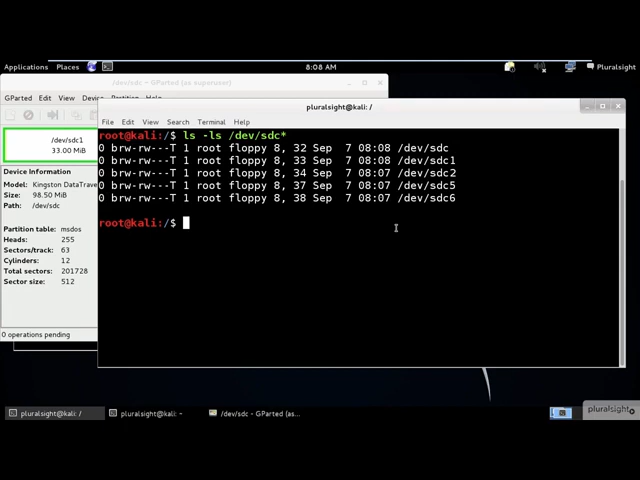 Applications Places 8:08 AM Pluralsight
/dev/sdc - GParted (as superuser)
GParted Edit View Device Partition Help
/dev/sdc1
33.00 MiB
Device Information
Model: Kingston DataTrave
Size: 98.50 MiB
Path: /dev/sdc
Partition table: msdos
Heads: 255
Sectors/track: 63
Cylinders: 12
Total sectors: 201728
Sector size: 512
0 operations pending
pluralsight@kali: /
File Edit View Search Terminal Help
root@kali:/$ ls -ls /dev/sdc*
0 brw-rw---T 1 root floppy 8, 32 Sep 7 08:08 /dev/sdc
0 brw-rw---T 1 root floppy 8, 33 Sep 7 08:08 /dev/sdc1
0 brw-rw---T 1 root floppy 8, 34 Sep 7 08:07 /dev/sdc2
0 brw-rw---T 1 root floppy 8, 37 Sep 7 08:07 /dev/sdc5
0 brw-rw---T 1 root floppy 8, 38 Sep 7 08:07 /dev/sdc6
root@kali:/$
pluralsight@kali: / pluralsight@kali: ~ /dev/sdc - GParted (as... pluralsight